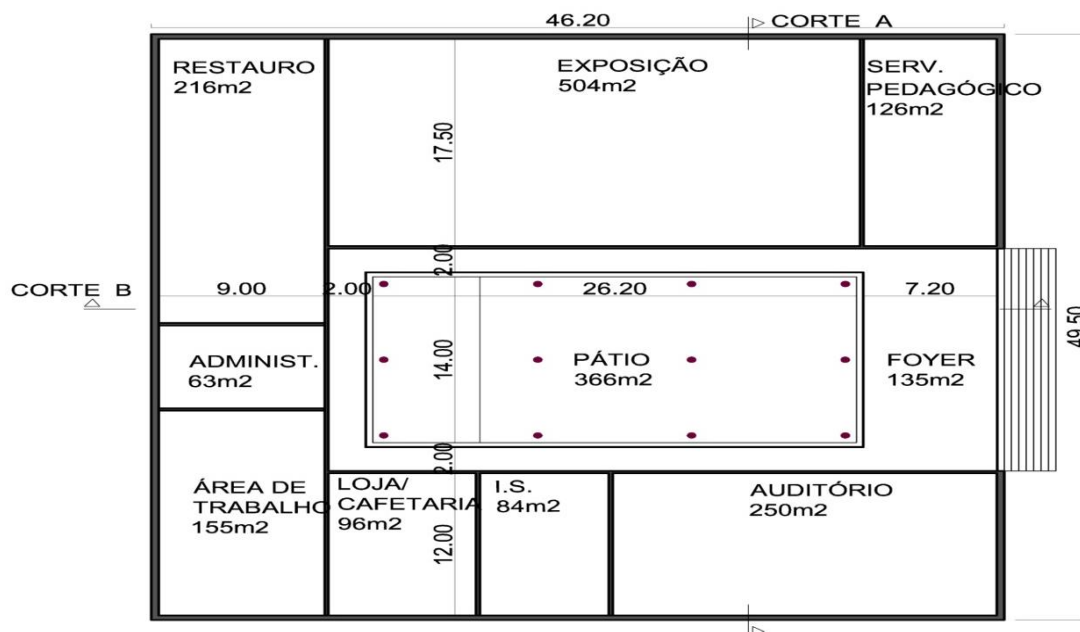 46.20
CORTE A
RESTAURO
216m2
EXPOSIÇÃO
504m2
SERV.
PEDAGÓGICO
126m2
17.50
2.00
CORTE B
9.00
2.00
26.20
7.20
49.50
ADMINIST.
63m2
14.00
PÁTIO
366m2
FOYER
135m2
2.00
ÁREA DE
TRABALHO
155m2
LOJA/
CAFETARIA
96m2
I.S.
84m2
AUDITÓRIO
250m2
12.00